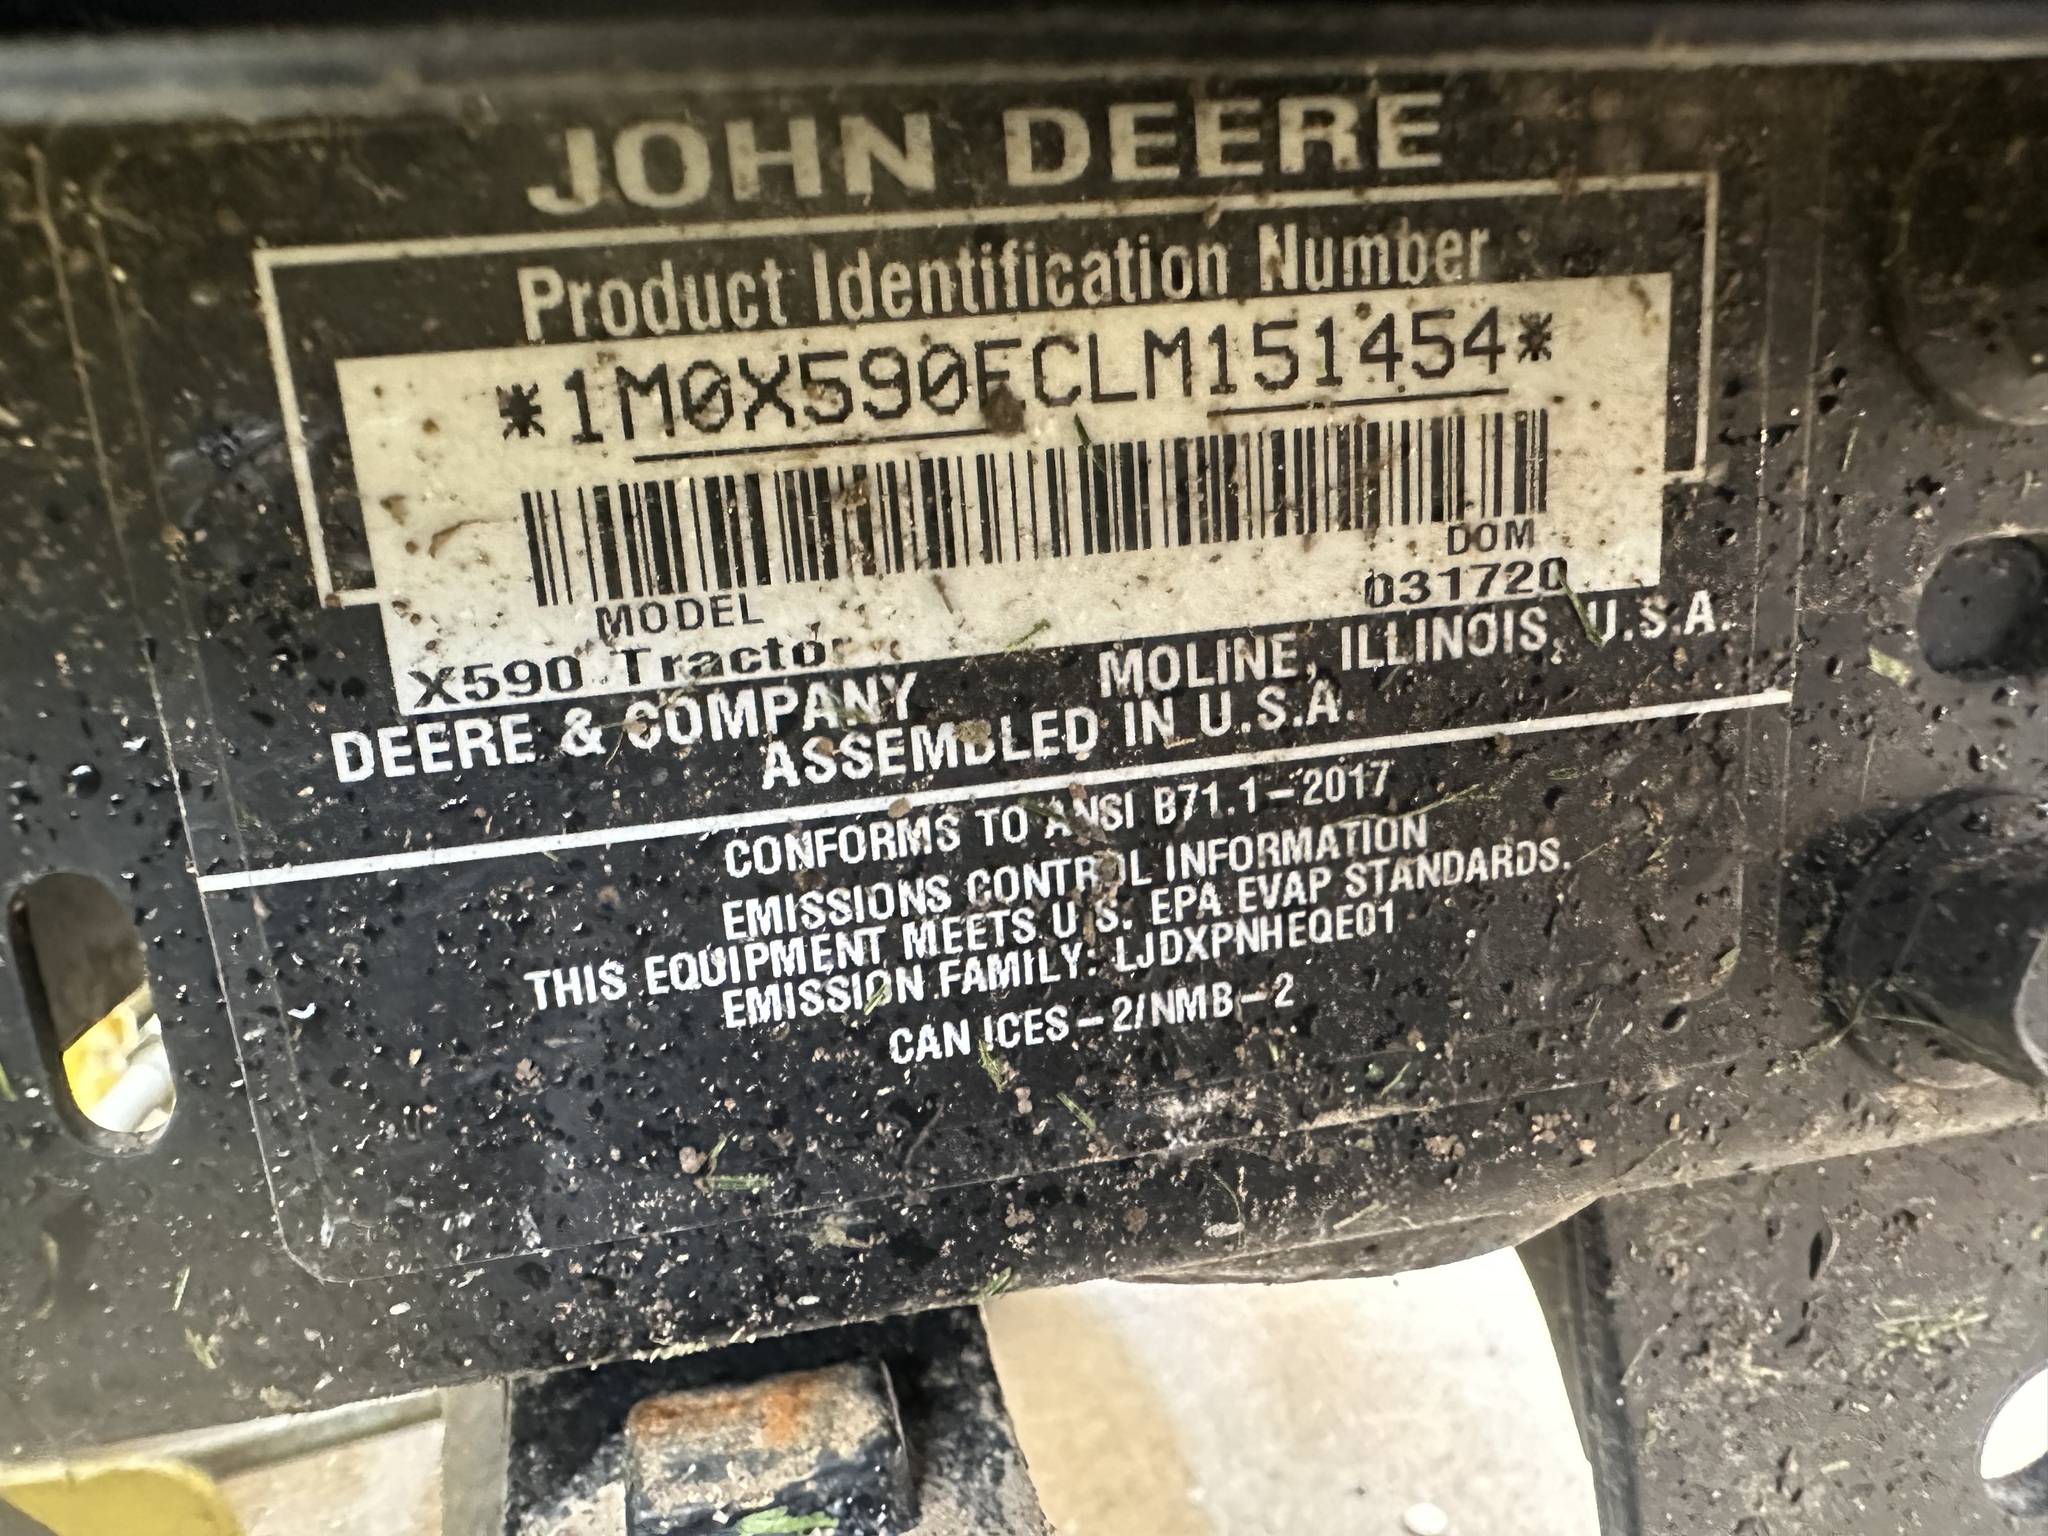 JOHN DEERE
Product Identification Number
*1M0X590ECLM151454*
DOM
MODEL
031720
X590 Tractor
DEERE & COMPANY MOLINE, ILLINOIS, U.S.A.
ASSEMBLED IN U.S.A.
CONFORMS TO ANSI B71.1-2017
EMISSIONS CONTROL INFORMATION
THIS EQUIPMENT MEETS U.S. EPA EVAP STANDARDS.
EMISSION FAMILY: LJDXPNHEQE01
CAN ICES-2/NMB-2